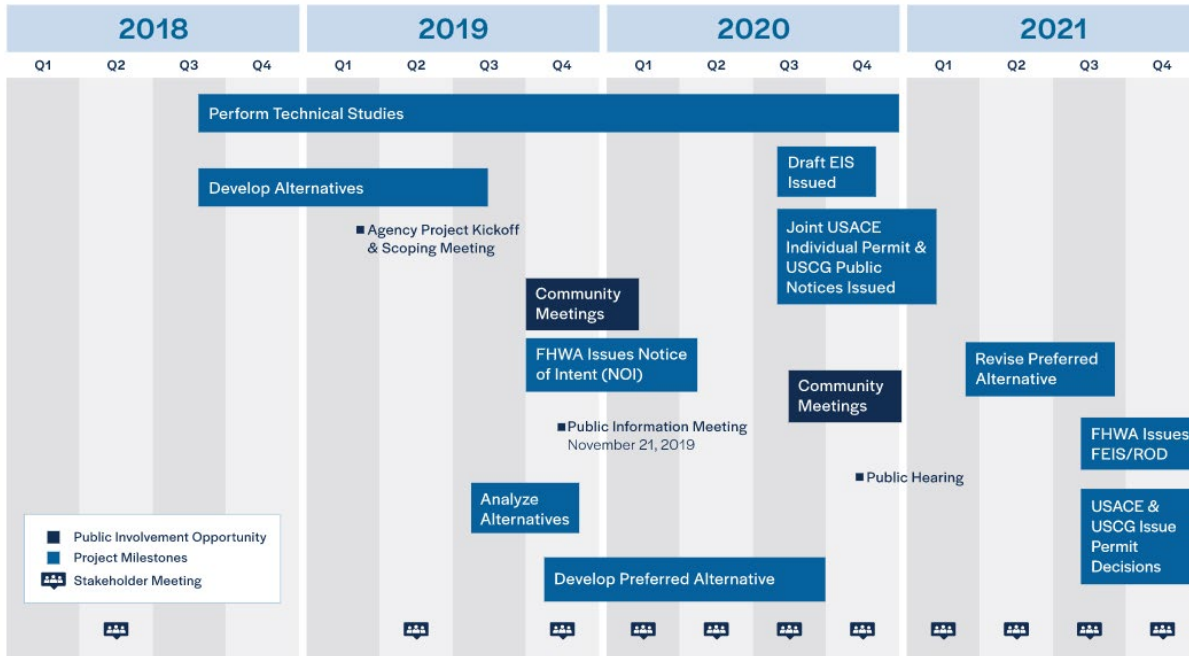 2018
2019
2020
2021
Q1
Q2
Q3
Q4
Q1
Q2
Q3
Q4
Q1
Q2
Q3
Q4
Q1
Q2
Q3
Q4
Perform Technical Studies
Draft EIS
Issued
Develop Alternatives
Joint USACE
Individual Permit &
USCG Public
Notices Issued
Agency Project Kickoff
& Scoping Meeting
Community
Meetings
FHWA Issues Notice
of Intent (NOI)
Revise Preferred
Alternative
Community
Meetings
Public Information Meeting
November 21, 2019
FHWA Issues
FEIS/ROD
Public Hearing
Analyze
Alternatives
USACE &
USCG Issue
Permit
Decisions
Public Involvement Opportunity
Project Milestones
Stakeholder Meeting
Develop Preferred Alternative